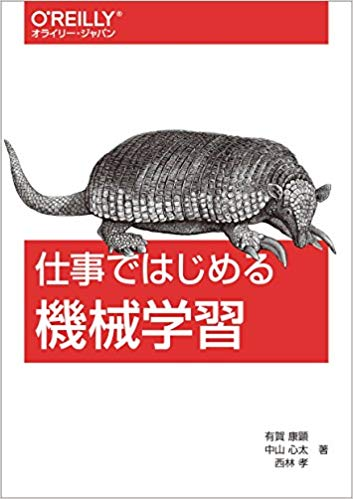 O'REILLY®
オライリー・ジャパン
仕事ではじめる
機械学習
有賀 康顕
中山 心太 著
西林 孝